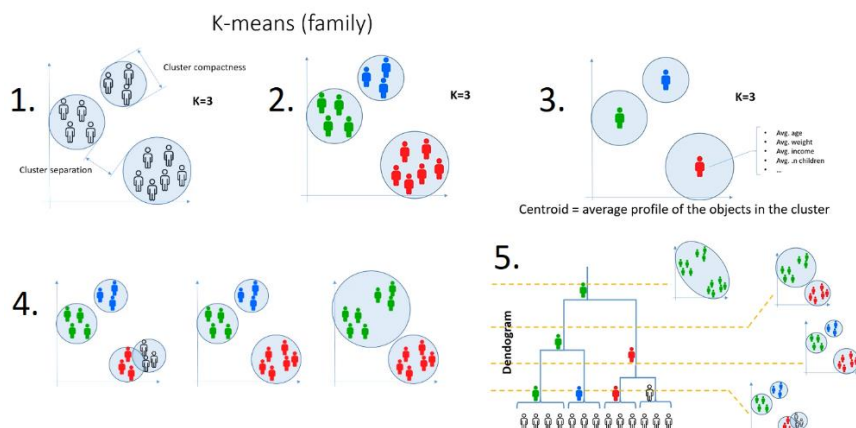 K-means (family)
1.
Cluster compactness
K=3
Cluster separation
2.
K=3
3.
K=3
• Avg. age
• Avg. weight
• Avg. income
• Avg. .n children
• ...
Centroid = average profile of the objects in the cluster
4.
5.
Dendogram